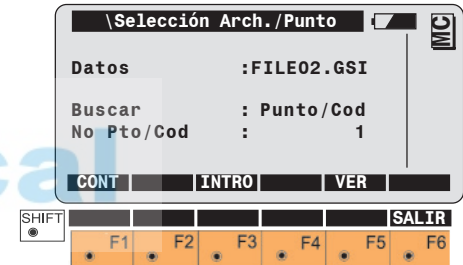 \Selección Arch./Punto MC
Datos :FILE02.GSI
Buscar : Punto/Cod
No Pto/Cod : 1
CONT INTRO VER
SHIFT SALIR
F1 F2 F3 F4 F5 F6